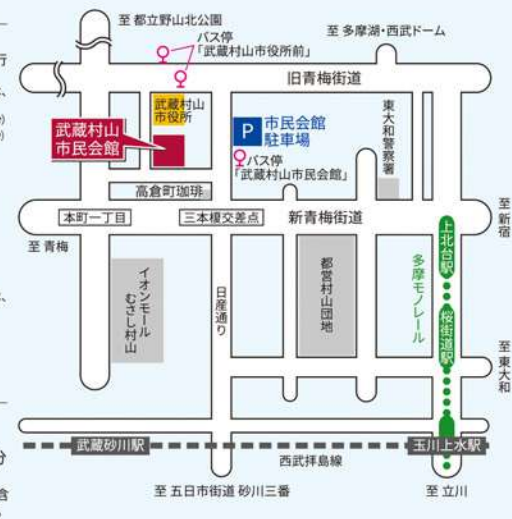 至 都立野山北公園
バス停
「武蔵村山市役所前」
至 多摩湖・西武ドーム
行
旧青梅街道
武蔵村山
市役所
武蔵村山
市民会館
P
市民会館
駐車場
バス停
「武蔵村山市民会館」
東大和警察署
高倉町珈琲
本町一丁目
三本榎交差点
新青梅街道
至 新宿
至 青梅
上北台駅
多摩モノレール
桜街道駅
イオンモール
むさし村山
日産通り
都営村山団地
至 東大和
武蔵砂川駅
玉川上水駅
西武拝島線
分
至 五日市街道 砂川三番
至 立川
含